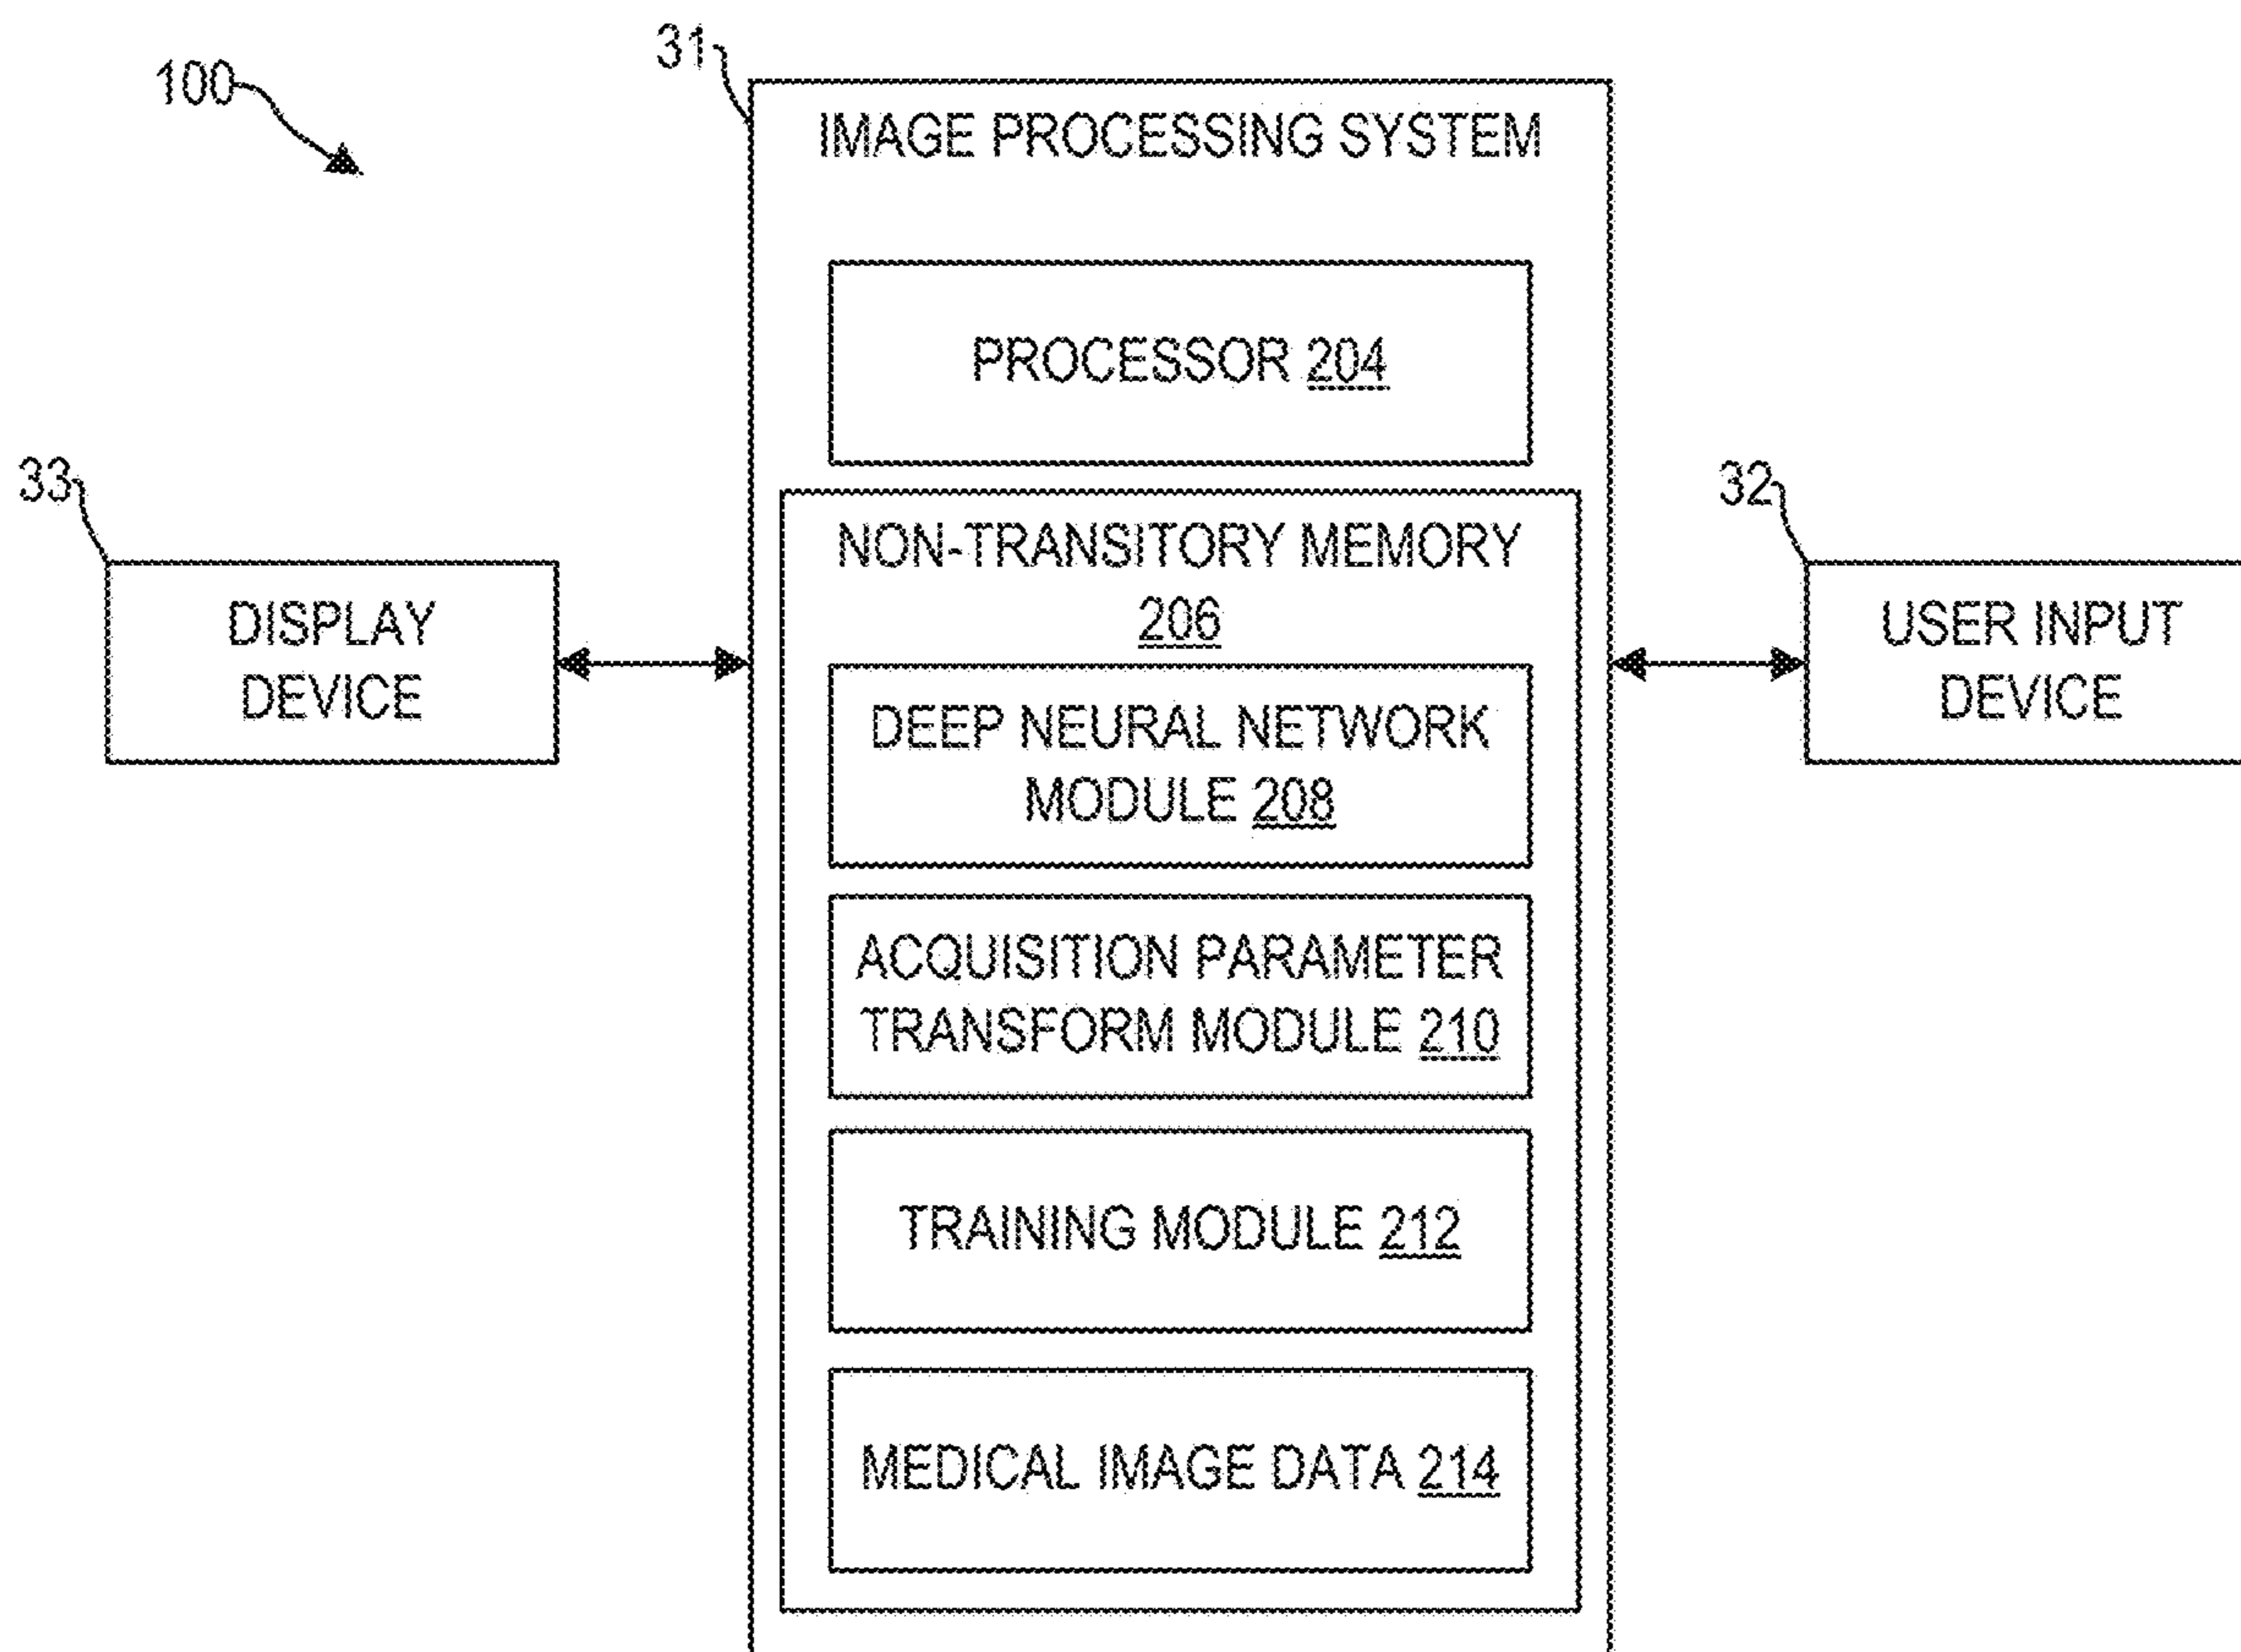 100
31
IMAGE PROCESSING SYSTEM
PROCESSOR 204
33
DISPLAY
DEVICE
NON-TRANSITORY MEMORY
206
32
USER INPUT
DEVICE
DEEP NEURAL NETWORK
MODULE 208
ACQUISITION PARAMETER
TRANSFORM MODULE 210
TRAINING MODULE 212
MEDICAL IMAGE DATA 214